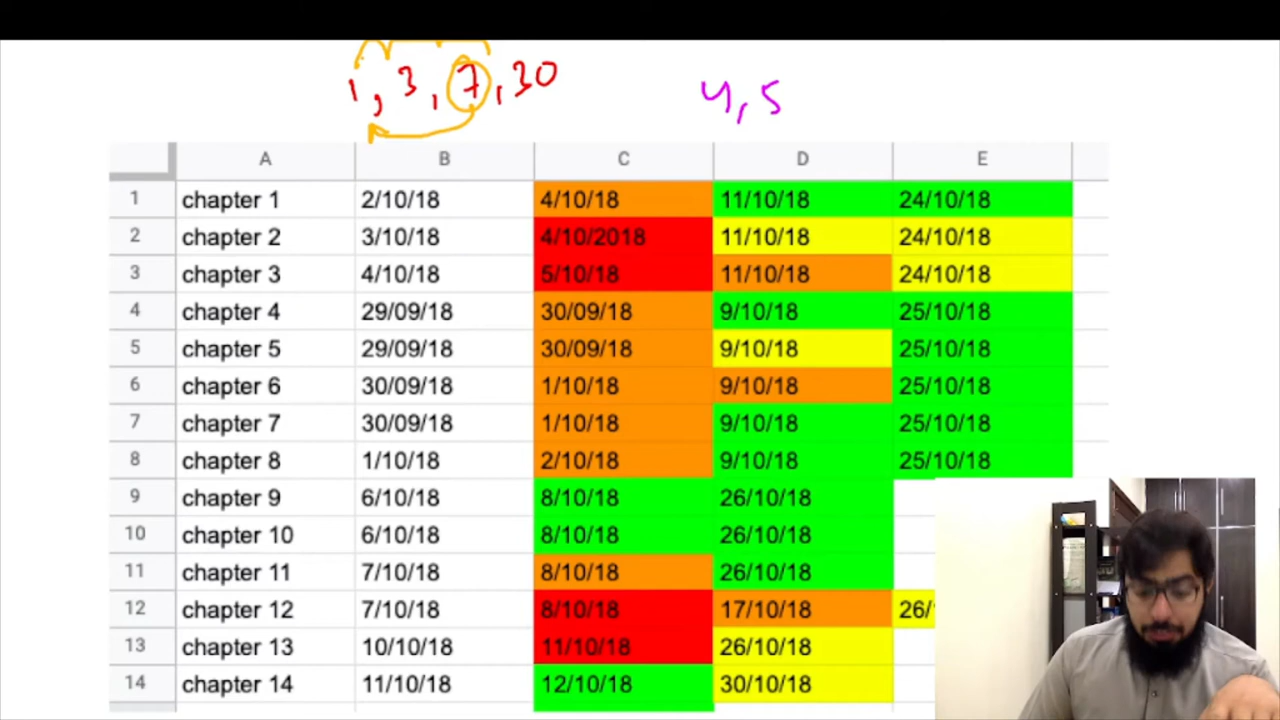 1, 3, 7, 30 4, 5
A B C D E
1 chapter 1 2/10/18 4/10/18 11/10/18 24/10/18
2 chapter 2 3/10/18 4/10/2018 11/10/18 24/10/18
3 chapter 3 4/10/18 5/10/18 11/10/18 24/10/18
4 chapter 4 29/09/18 30/09/18 9/10/18 25/10/18
5 chapter 5 29/09/18 30/09/18 9/10/18 25/10/18
6 chapter 6 30/09/18 1/10/18 9/10/18 25/10/18
7 chapter 7 30/09/18 1/10/18 9/10/18 25/10/18
8 chapter 8 1/10/18 2/10/18 9/10/18 25/10/18
9 chapter 9 6/10/18 8/10/18 26/10/18
10 chapter 10 6/10/18 8/10/18 26/10/18
11 chapter 11 7/10/18 8/10/18 26/10/18
12 chapter 12 7/10/18 8/10/18 17/10/18 26/
13 chapter 13 10/10/18 11/10/18 26/10/18
14 chapter 14 11/10/18 12/10/18 30/10/18